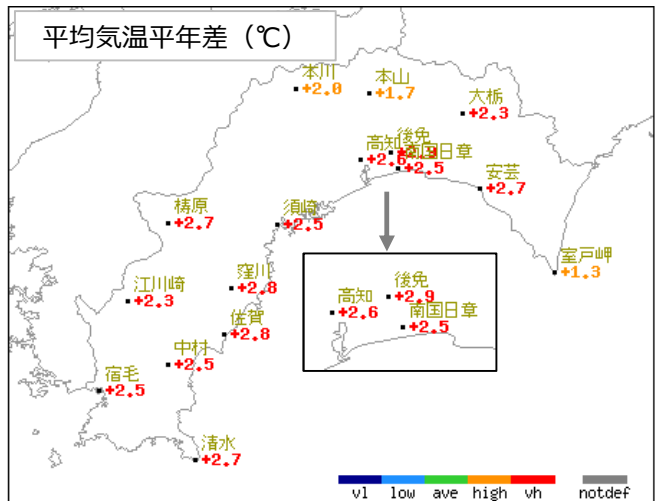 平均気温平年差（℃）
本川
+2.0
本山
+1.7
大栃
+2.3
高知
+2.6
後免
+2.9
南国日章
+2.5
安芸
+2.7
梼原
+2.7
須崎
+2.5
室戸岬
+1.3
江川崎
+2.3
窪川
+2.8
佐賀
+2.8
後免
+2.9
高知
+2.6
南国日章
+2.5
中村
+2.5
宿毛
+2.5
清水
+2.7
vl low ave high vh notdef